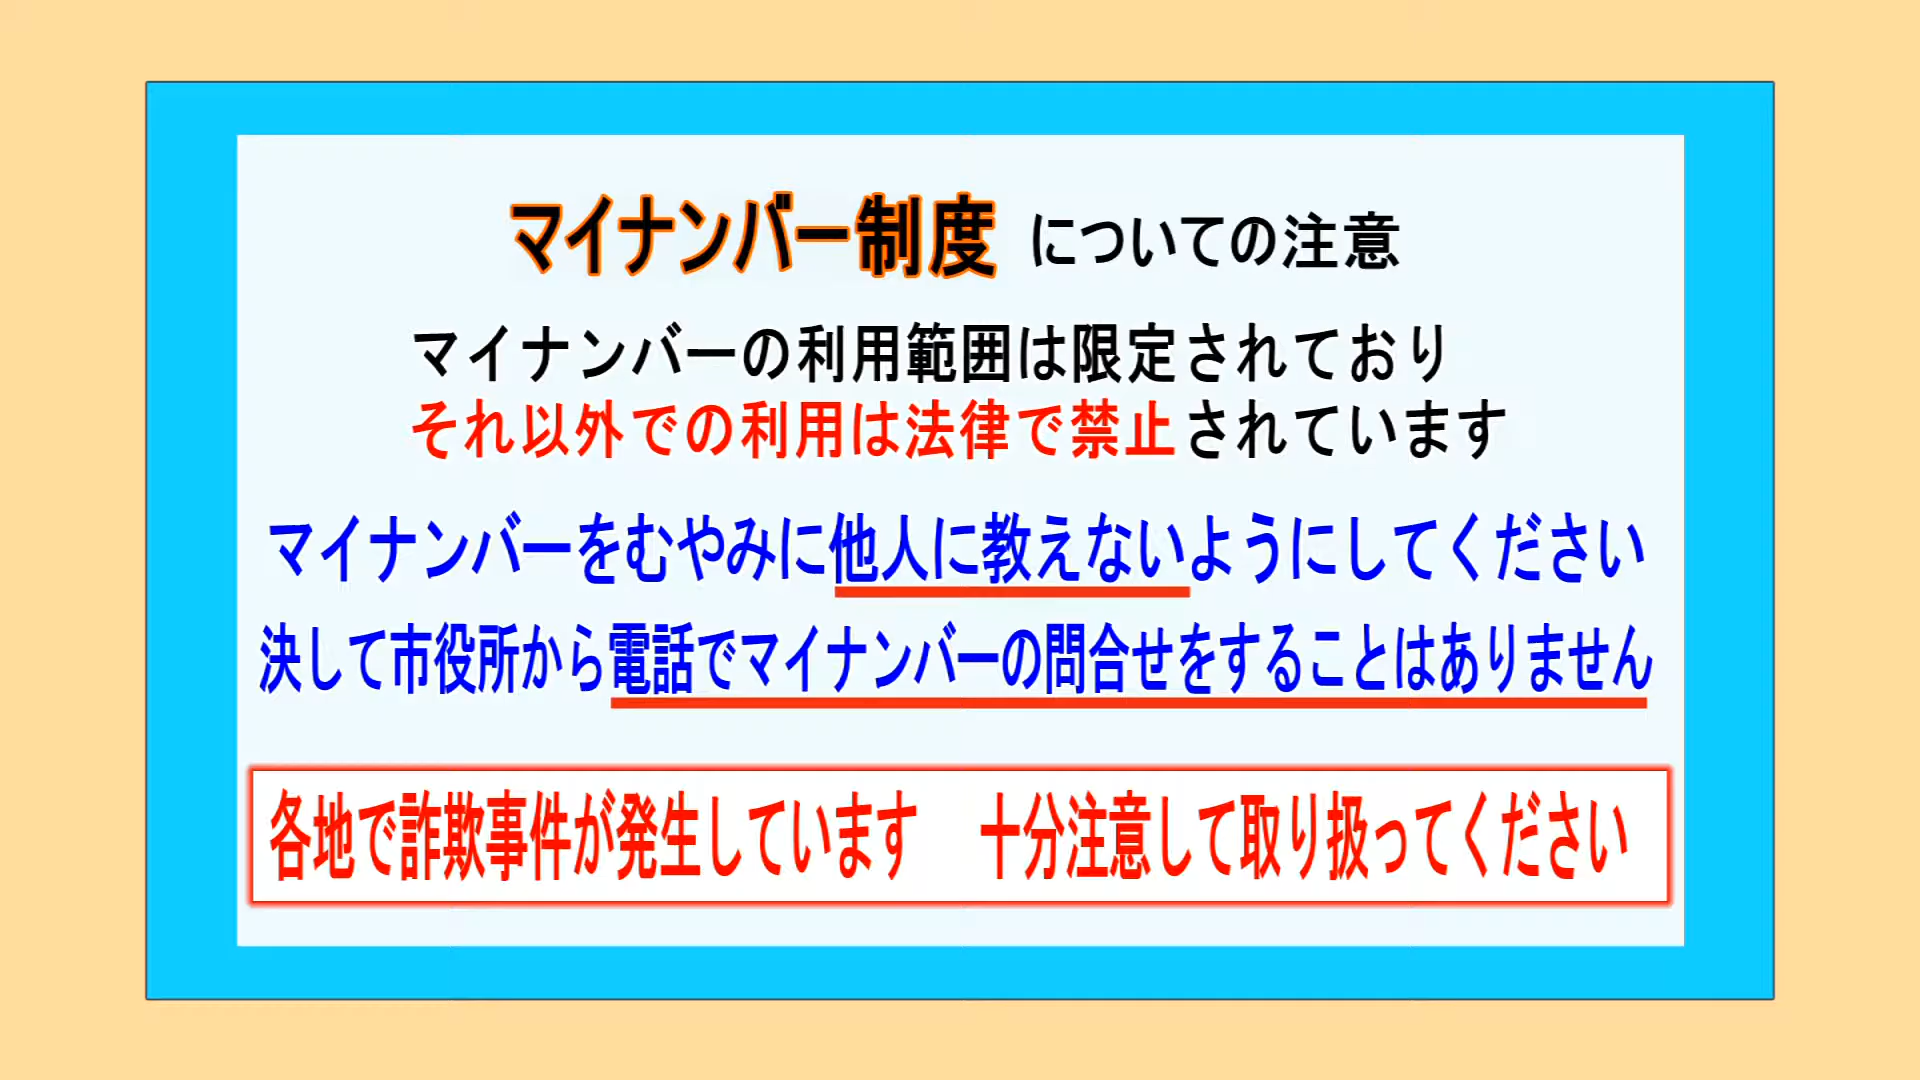 マイナンバー制度 についての注意
マイナンバーの利用範囲は限定されており
それ以外での利用は法律で禁止されています
マイナンバーをむやみに他人に教えないようにしてください
決して市役所から電話でマイナンバーの問合せをすることはありません
各地で詐欺事件が発生しています　十分注意して取り扱ってください